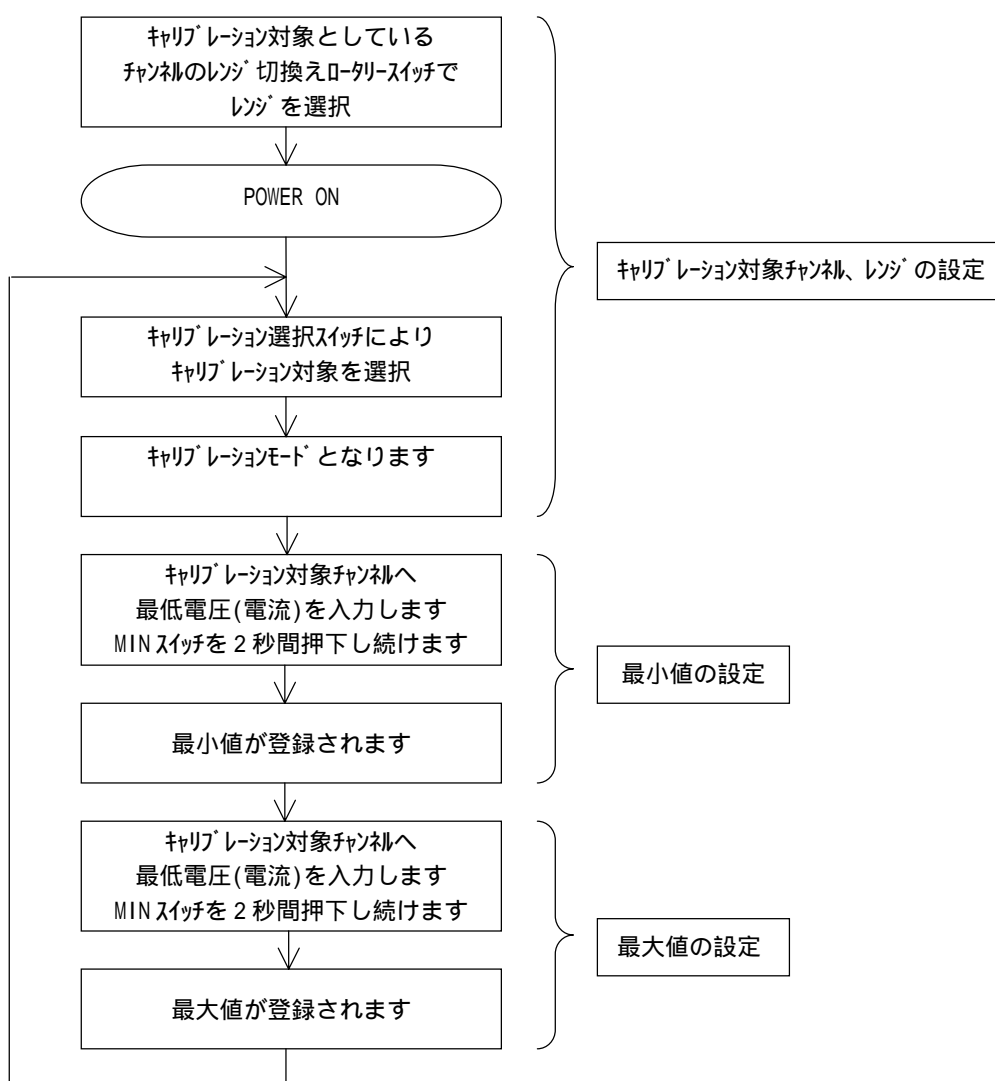 ｷｬﾘﾌﾞﾚｰｼｮﾝ対象としている
ﾁｬﾝﾈﾙのﾚﾝｼﾞ切換えﾛｰﾀﾘｰｽｲｯﾁで
ﾚﾝｼﾞを選択
POWER ON
ｷｬﾘﾌﾞﾚｰｼｮﾝ対象ﾁｬﾝﾈﾙ、ﾚﾝｼﾞの設定
ｷｬﾘﾌﾞﾚｰｼｮﾝ選択ｽｲｯﾁにより
ｷｬﾘﾌﾞﾚｰｼｮﾝ対象を選択
ｷｬﾘﾌﾞﾚｰｼｮﾝﾓｰﾄﾞとなります
ｷｬﾘﾌﾞﾚｰｼｮﾝ対象ﾁｬﾝﾈﾙへ
最低電圧(電流)を入力します
MINｽｲｯﾁを２秒間押下し続けます
最小値の設定
最小値が登録されます
ｷｬﾘﾌﾞﾚｰｼｮﾝ対象ﾁｬﾝﾈﾙへ
最低電圧(電流)を入力します
MINｽｲｯﾁを２秒間押下し続けます
最大値の設定
最大値が登録されます